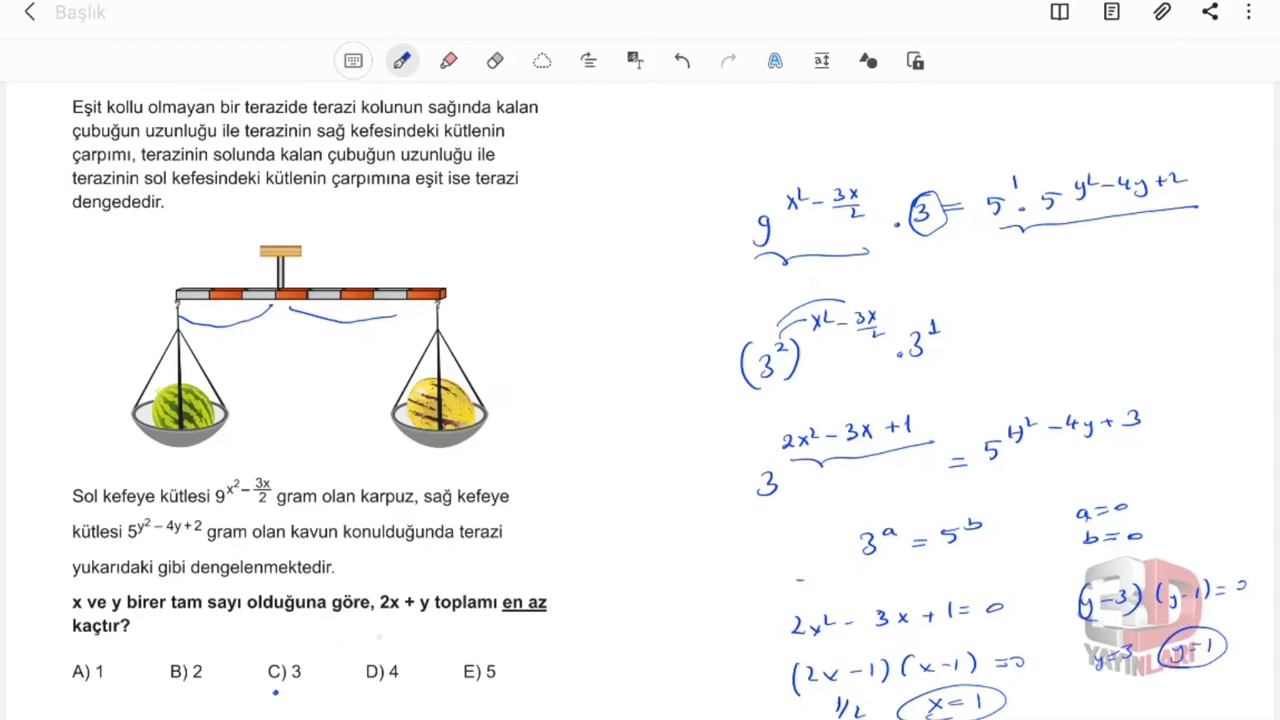 Başlık
Eşit kollu olmayan bir terazide terazi kolunun sağında kalan
çubuğun uzunluğu ile terazinin sağ kefesindeki kütlenin
çarpımı, terazinin solunda kalan çubuğun uzunluğu ile
terazinin sol kefesindeki kütlenin çarpımına eşit ise terazi
dengededir.
Sol kefeye kütlesi 9^(x² − 3x/2) gram olan karpuz, sağ kefeye
kütlesi 5^(y² − 4y + 2) gram olan kavun konulduğunda terazi
yukarıdaki gibi dengelenmektedir.
x ve y birer tam sayı olduğuna göre, 2x + y toplamı en az
kaçtır?
A) 1 B) 2 C) 3 D) 4 E) 5
9^(x² − 3x/2) . 3 = 5^1 . 5^(y² − 4y + 2)
(3²)^(x² − 3x/2) . 3^1
3^(2x² − 3x + 1) = 5^(y² − 4y + 3)
3^a = 5^b
a = 0
b = 0
2x² − 3x + 1 = 0
(2x − 1) (x − 1) = 0
1/2 x = 1
(y − 3) (y − 1) = 0
y = 3 y = 1
YAYINLARI